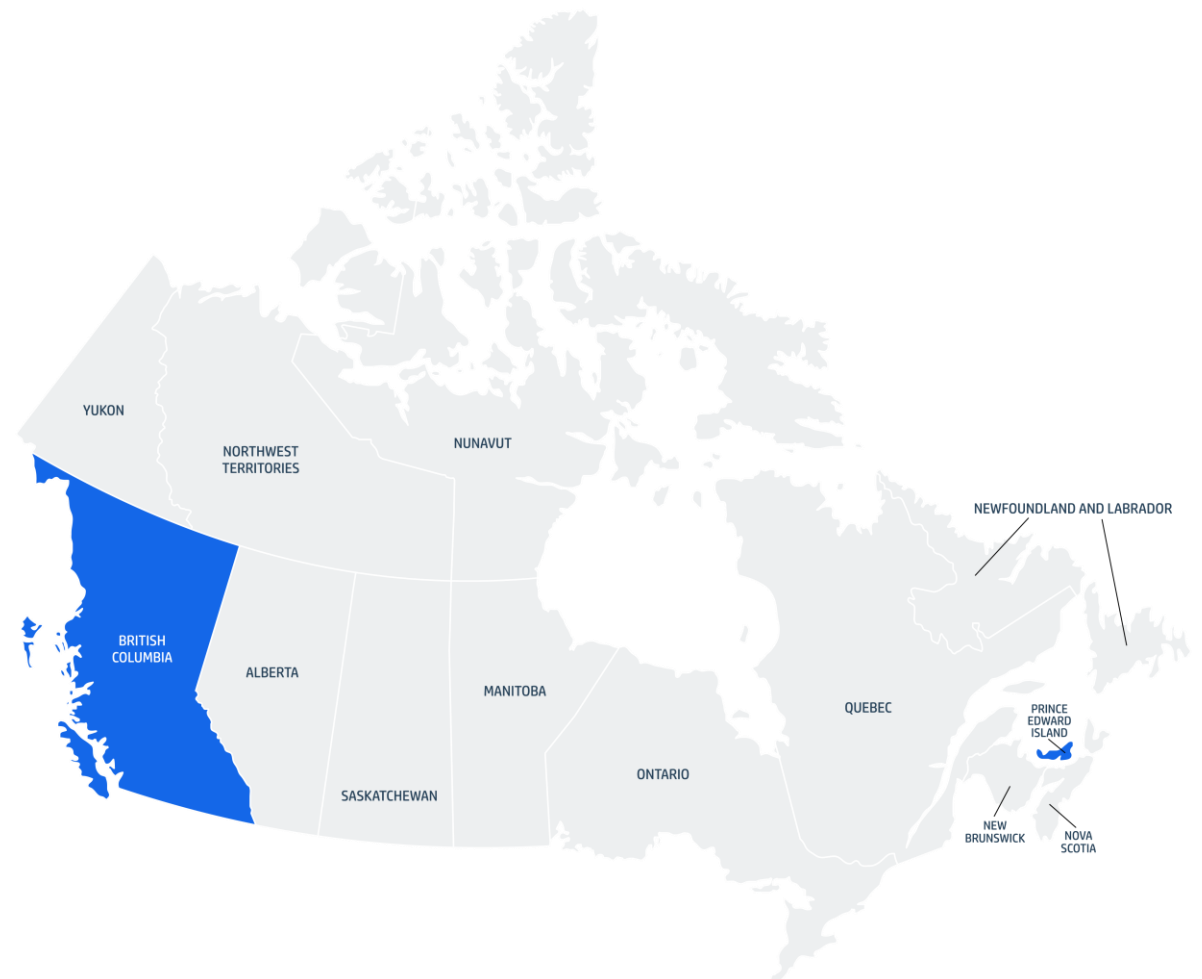 YUKON
NORTHWEST
TERRITORIES
NUNAVUT
NEWFOUNDLAND AND LABRADOR
BRITISH
COLUMBIA
ALBERTA
MANITOBA
QUEBEC
PRINCE
EDWARD
ISLAND
ONTARIO
SASKATCHEWAN
NEW
BRUNSWICK
NOVA
SCOTIA